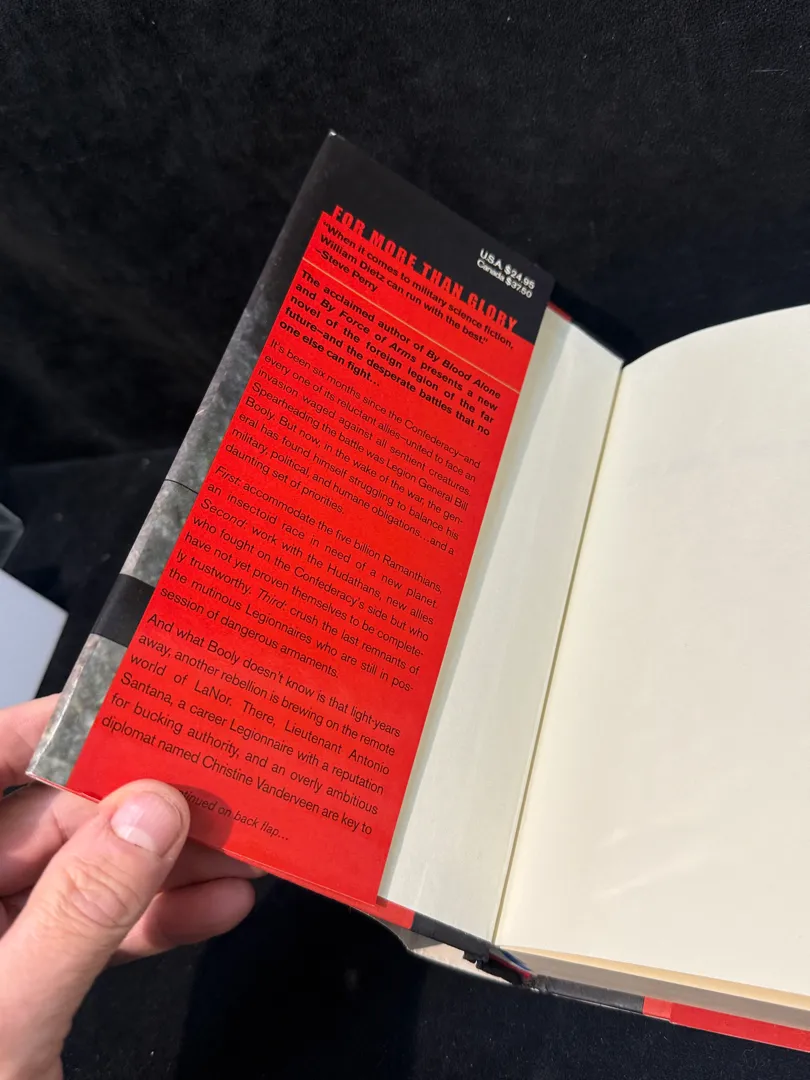 FOR MORE THAN GLORY
U.S.A. $24.95
Canada $37.50
"When it comes to military science fiction,
William Dietz can run with the best."
–Steve Perry
The acclaimed author of By Blood Alone
and By Force of Arms presents a new
novel of the foreign legion of the far
future–and the desperate battles that no
one else can fight...
It's been six months since the Confederacy–and
every one of its reluctant allies–united to face an
invasion waged against all sentient creatures.
Spearheading the battle was Legion General Bill
Booly. But now, in the wake of the war, the gen-
eral has found himself struggling to balance his
military, political, and humane obligations...and a
daunting set of priorities.
First: accommodate the five billion Ramanthians,
an insectoid race in need of a new planet.
Second: work with the Hudathans, new allies
who fought on the Confederacy's side but who
have not yet proven themselves to be complete-
ly trustworthy. Third: crush the last remnants of
the mutinous Legionnaires who are still in pos-
session of dangerous armaments.
And what Booly doesn't know is that light-years
away, another rebellion is brewing on the remote
world of LaNor. There, Lieutenant Antonio
Santana, a career Legionnaire with a reputation
for bucking authority, and an overly ambitious
diplomat named Christine Vanderveen are key to
tinued on back flap...